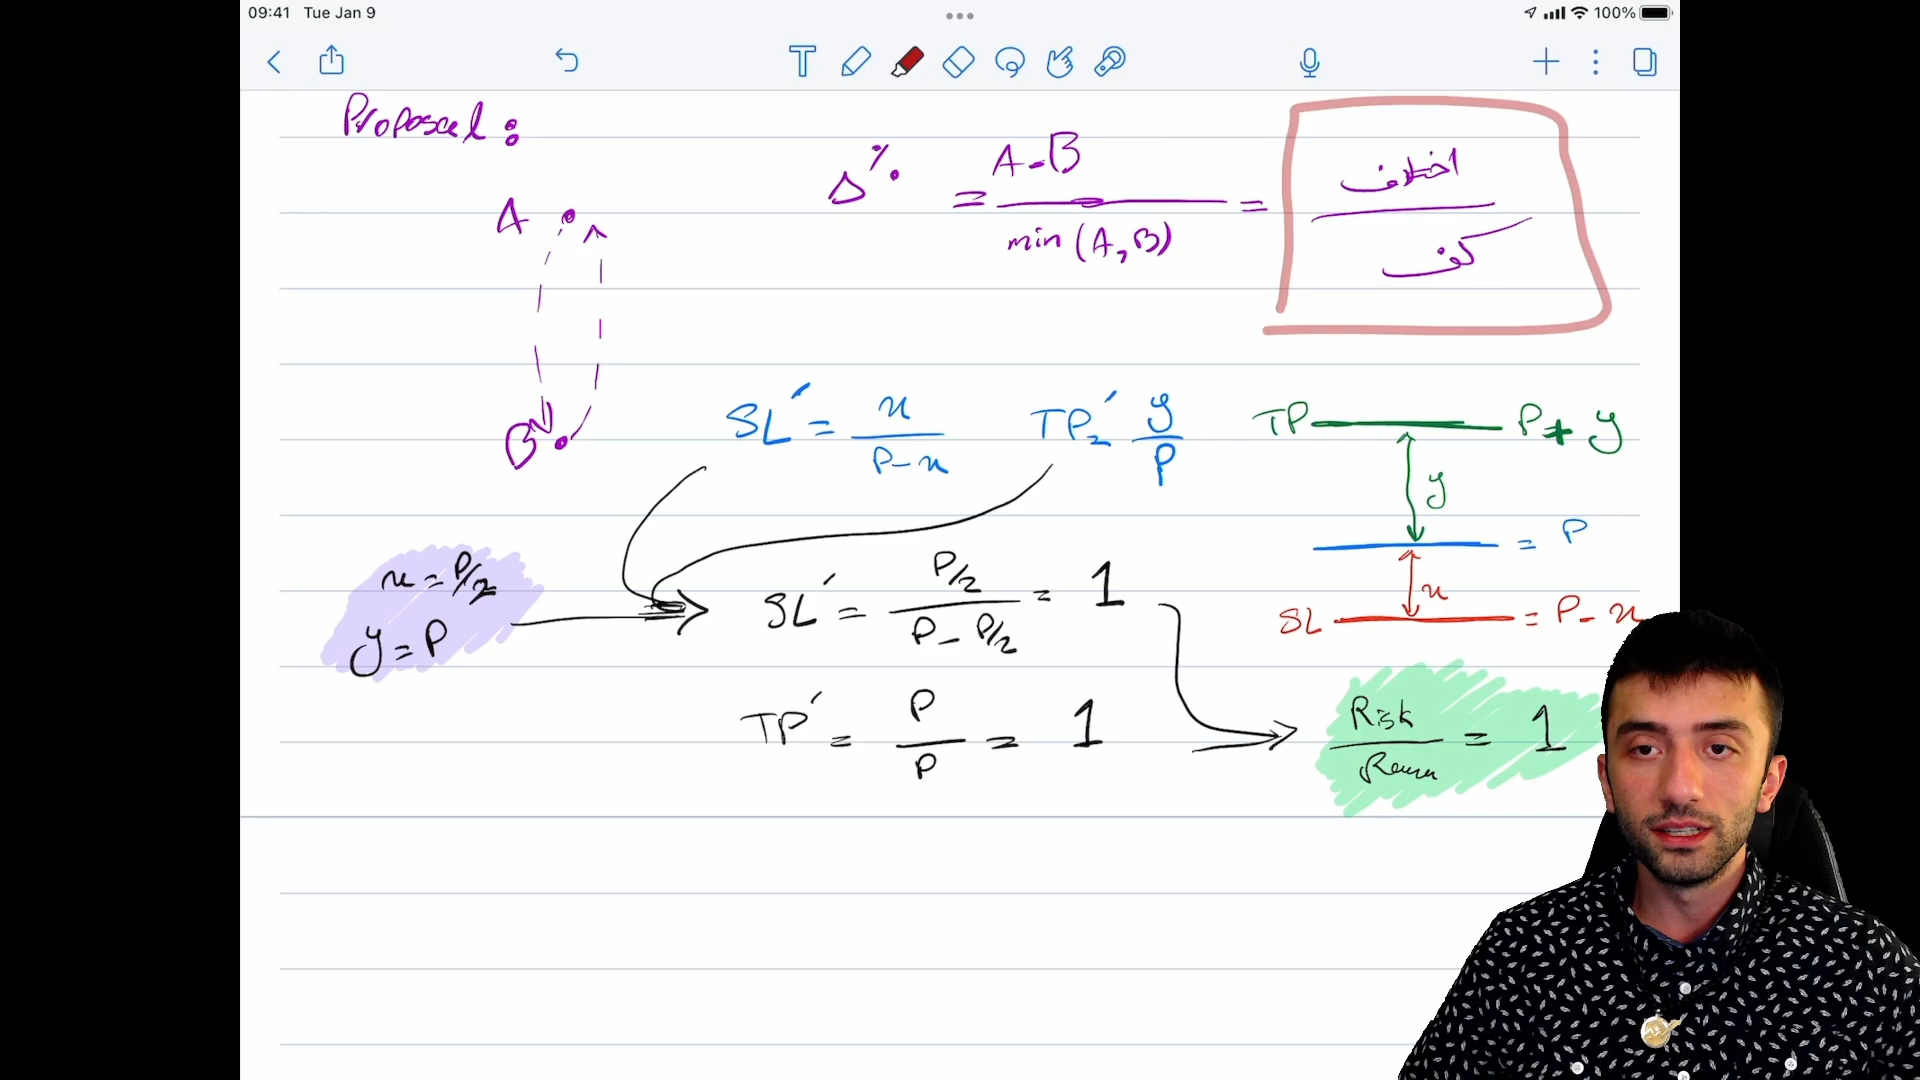 09:41 Tue Jan 9
100%
Proposal:
Δ% = A-B / min (A, B) = اختلاف / کف
A
B
SL' = x / P-x
TP' = y / P
TP P+y
y
= P
x
SL = P-x
x=P/2
y=P
SL' = P/2 / P-P/2 = 1
TP' = P / P = 1
Risk / = 1